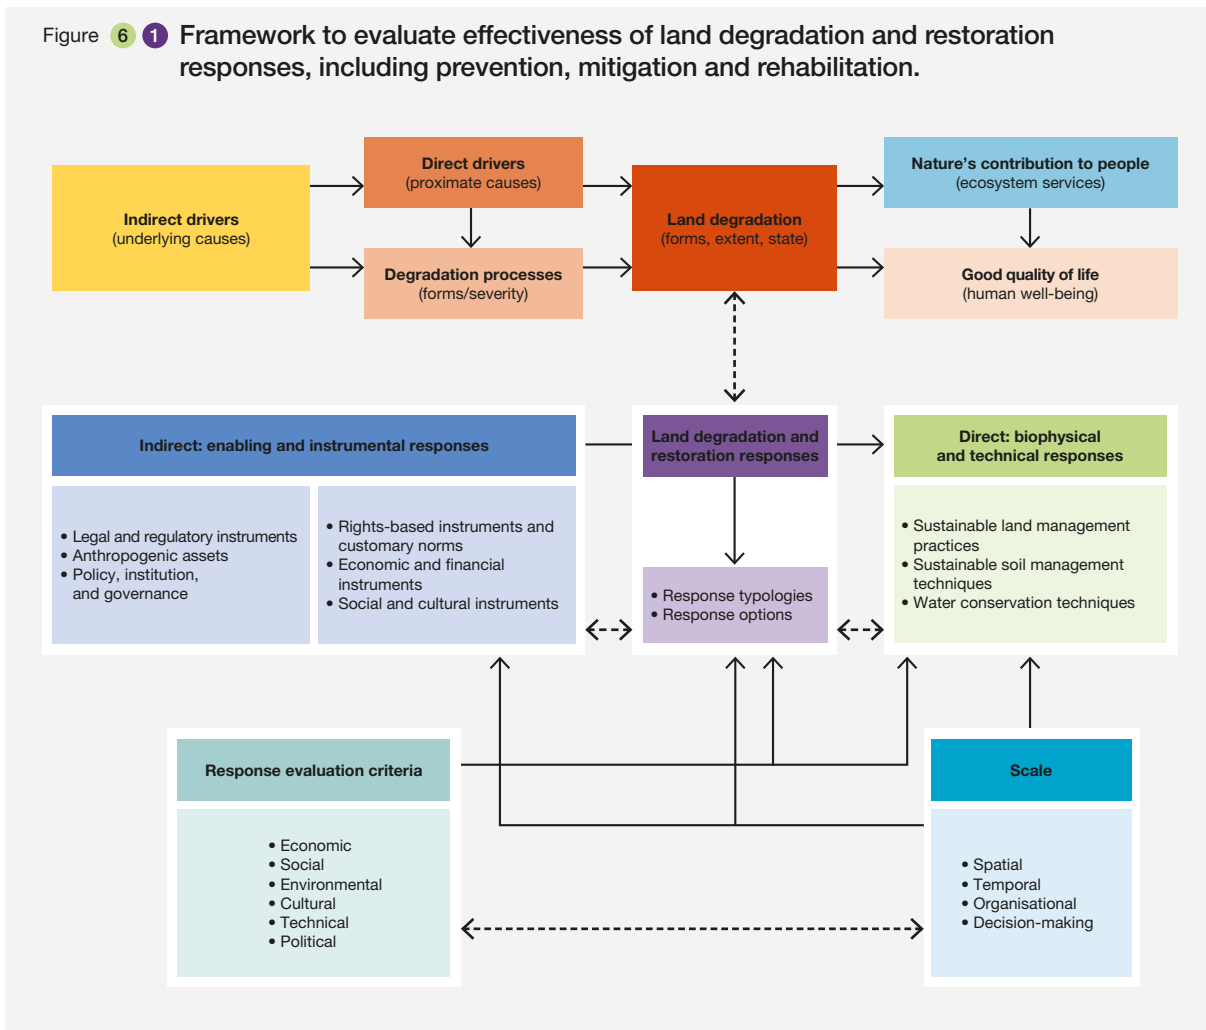 Figure 6 1 Framework to evaluate effectiveness of land degradation and restoration
responses, including prevention, mitigation and rehabilitation.
Indirect drivers
(underlying causes)
Direct drivers
(proximate causes)
Degradation processes
(forms/severity)
Land degradation
(forms, extent, state)
Nature's contribution to people
(ecosystem services)
Good quality of life
(human well-being)
Indirect: enabling and instrumental responses
• Legal and regulatory instruments
• Anthropogenic assets
• Policy, institution,
and governance
• Rights-based instruments and
customary norms
• Economic and financial
instruments
• Social and cultural instruments
Land degradation and
restoration responses
• Response typologies
• Response options
Direct: biophysical
and technical responses
• Sustainable land management
practices
• Sustainable soil management
techniques
• Water conservation techniques
Response evaluation criteria
• Economic
• Social
• Environmental
• Cultural
• Technical
• Political
Scale
• Spatial
• Temporal
• Organisational
• Decision-making